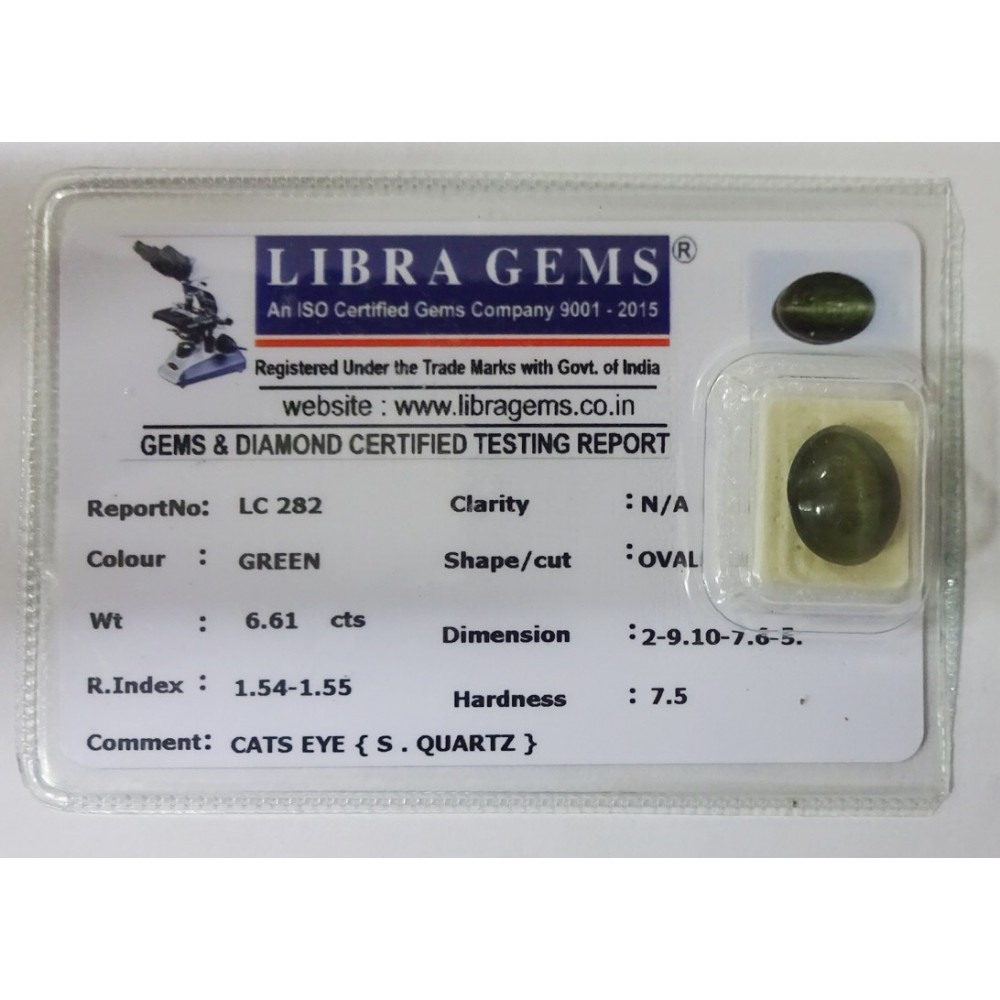 LIBRA GEMS®
An ISO Certified Gems Company 9001 - 2015
Registered Under the Trade Marks with Govt. of India
website : www.libragems.co.in
GEMS & DIAMOND CERTIFIED TESTING REPORT
ReportNo: LC 282 Clarity : N/A
Colour : GREEN Shape/cut : OVAL
Wt : 6.61 cts Dimension : 2-9.10-7.6-5.
R.Index : 1.54-1.55 Hardness : 7.5
Comment: CATS EYE { S . QUARTZ }